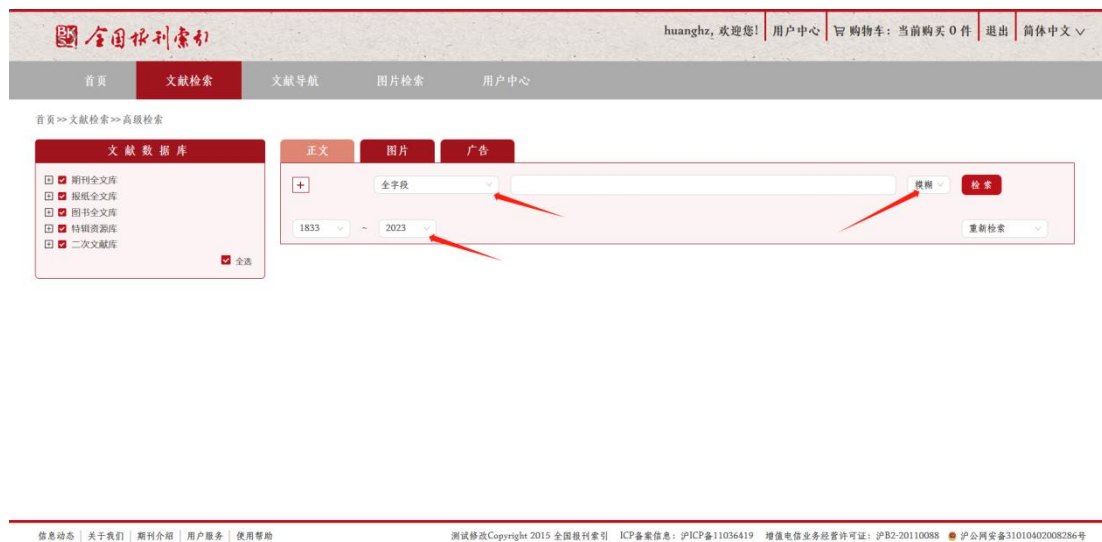 全国报刊索引
huanghz, 欢迎您! 用户中心 购物车: 当前购买 0 件 退出 简体中文
首页 文献检索 文献导航 图片检索 用户中心
首页>>文献检索>>高级检索
文献数据库
期刊全文库
报纸全文库
图书全文库
特辑资源库
二次文献库
全选
正文 图片 广告
+ 全字段 模糊 检索
1833 ~ 2023 重新检索
信息动态 | 关于我们 | 期刊介绍 | 用户服务 | 使用帮助
测试修改Copyright 2015 全国报刊索引 ICP备案信息: 沪ICP备11036419 增值电信业务经营许可证: 沪B2-20110088 沪公网安备31010402008286号